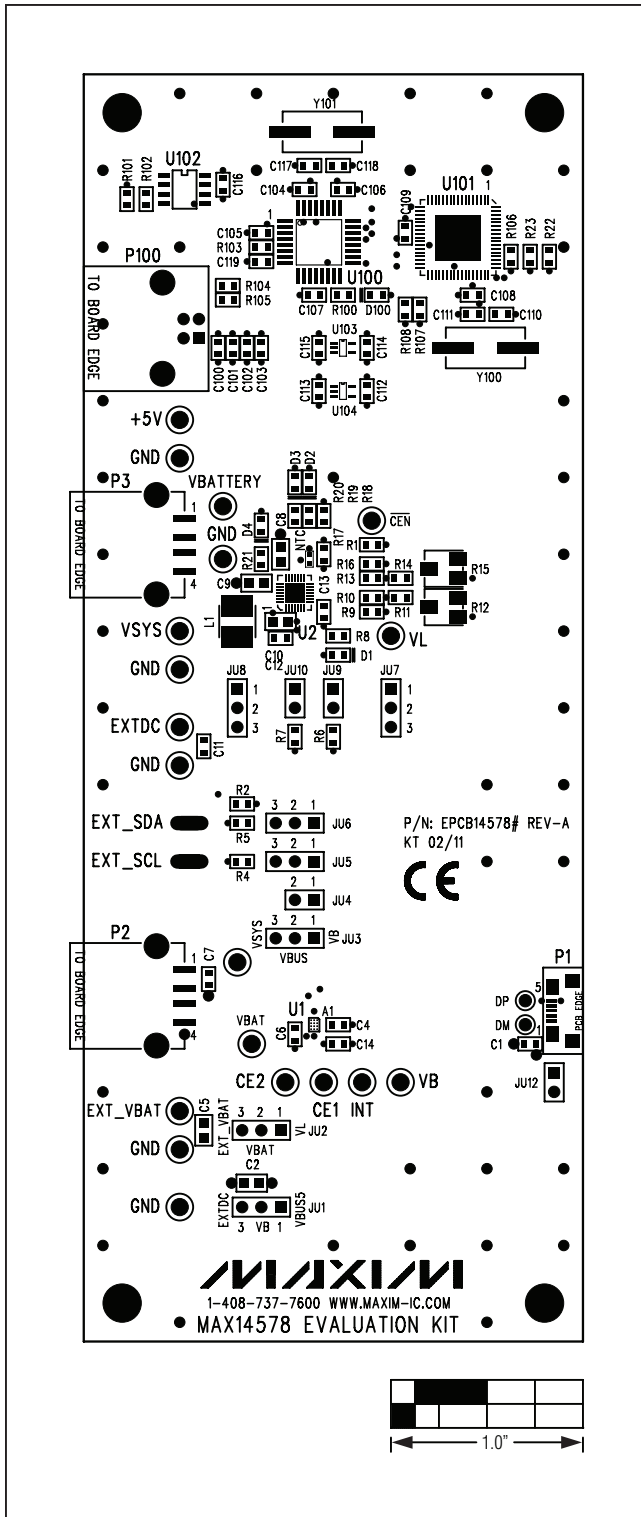 Y101
R101
R102
U102
C116
C117
C118
C104
C106
C109
U101
1
R106
R23
R22
C105
R103
C119
1
U100
P100
TO BOARD EDGE
R104
R105
C107
R100
D100
C108
C111
C110
R108
R107
Y100
C100
C101
C102
C103
C115
U103
C114
C113
U104
C112
+5V
GND
P3
TO BOARD EDGE
1
4
VBATTERY
GND
D3
D2
R20
R19
R18
CEN
D4
C8
R21
NTC
R17
R1
R16
R13
R14
R15
C9
C13
R10
R9
R11
R12
L1
1
U2
C10
C12
R8
D1
VL
VSYS
GND
JU8
JU10
JU9
JU7
1
2
3
1
2
3
R7
R6
EXTDC
C11
GND
R2
EXT_SDA
R5
3 2 1
JU6
EXT_SCL
R4
3 2 1
JU5
P/N: EPCB14578# REV-A
KT 02/11
CE
2 1
JU4
VSYS
3 2 1
VB
JU3
VBUS
P2
TO BOARD EDGE
1
4
C7
P1
5
1
PCB EDGE
DP
DM
C1
JU12
VBAT
U1
A1
C6
C4
C14
CE2
CE1
INT
VB
EXT_VBAT
C5
EXT_VBAT
3 2 1
VL
JU2
VBAT
GND
C2
GND
EXTDC
3 VB 1
VBUS5
JU1
MAXIM
1-408-737-7600 WWW.MAXIM-IC.COM
MAX14578 EVALUATION KIT
1.0"